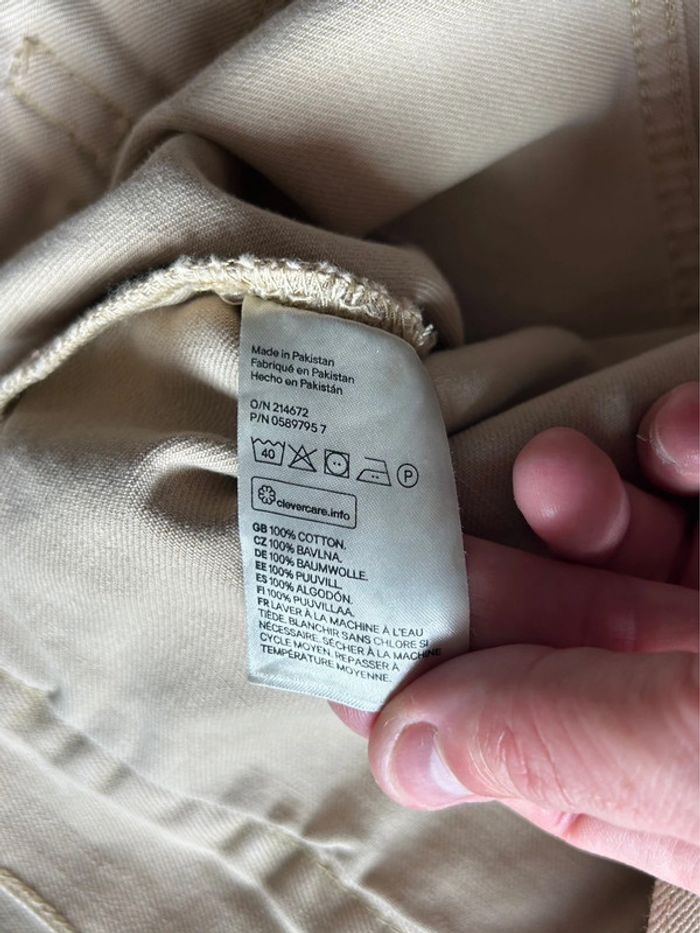 Made in Pakistan
Fabriqué en Pakistan
Hecho en Pakistán
O/N 214672
P/N 0589795 7
40
P
clevercare.info
GB 100% COTTON.
CZ 100% BAVLNA.
DE 100% BAUMWOLLE.
EE 100% PUUVILL.
ES 100% ALGODÓN.
FI 100% PUUVILLAA.
FR LAVER À LA MACHINE À L'EAU
TIÈDE. BLANCHIR SANS CHLORE SI
NÉCESSAIRE. SÉCHER À LA MACHINE
CYCLE MOYEN. REPASSER À
TEMPÉRATURE MOYENNE.